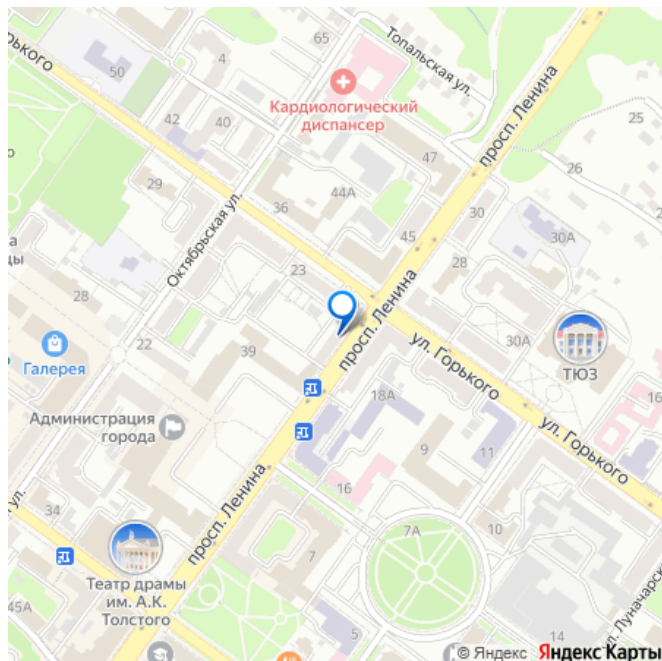 65
Топальская ул.
орького
4
50
Кардиологический
диспансер
просп. Ленина
25
42
40
47
26
29
44А
36
Октябрьская ул.
30
45
30А
23
28
28
просп. Ленина
22
39
ул. Горького
30А
Галерея
ТЮЗ
18А
16
Администрация
города
ул. Горького
9
11
просп. Ленина
16
34
7А
10
Театр драмы
им. А.К.
Толстого
7
45А
5
14
ул. Луначарск
© Яндекс Яндекс Карты